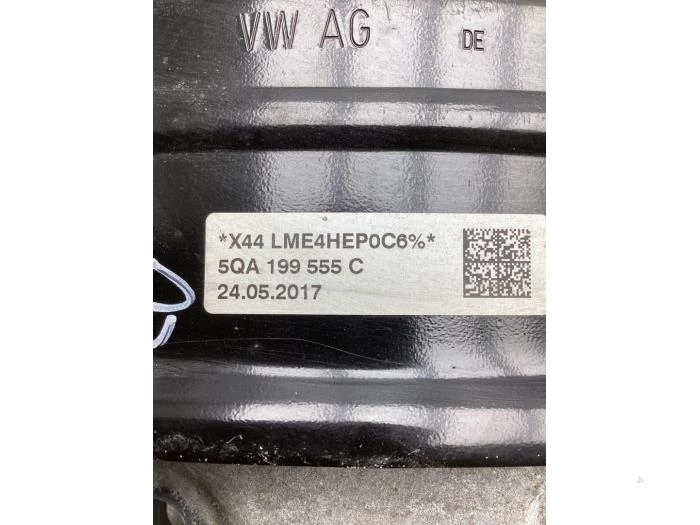 VW AG DE
*X44 LME4HEP0C6%*
5QA 199 555 C
24.05.2017